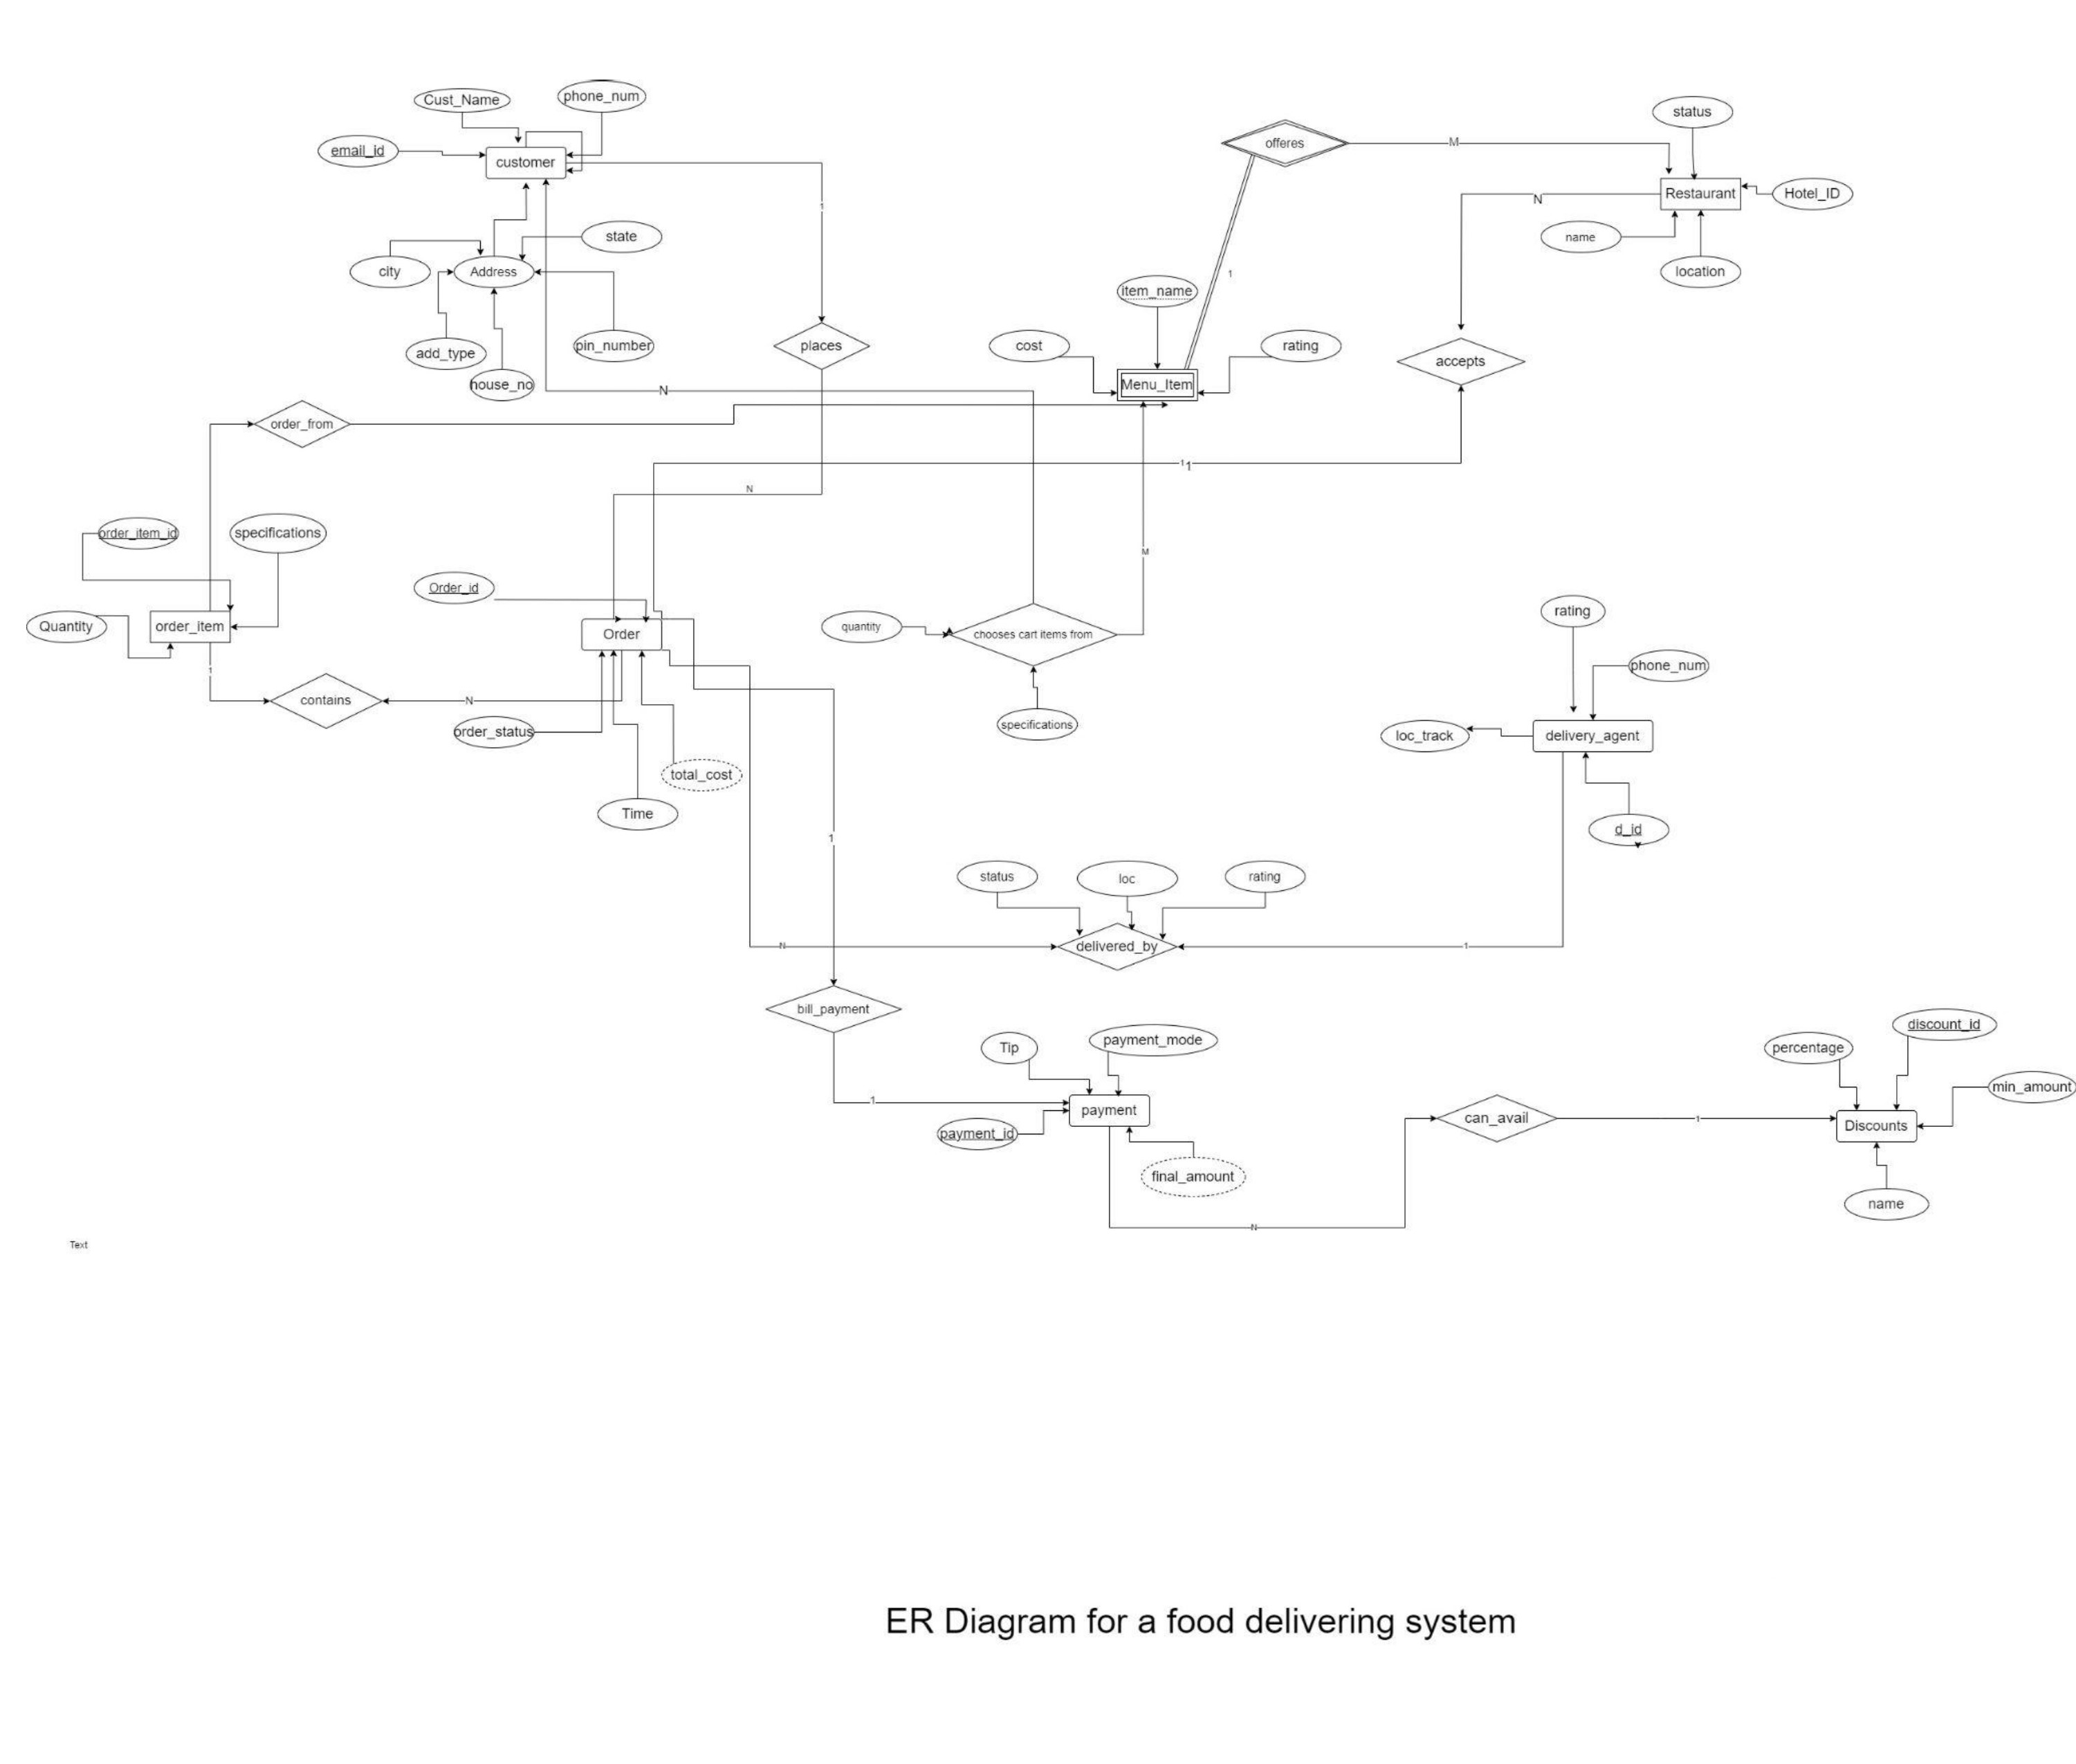 Cust_Name
phone_num
email_id
customer
status
offeres
M
Restaurant
Hotel_ID
N
name
location
1
state
city
Address
1
item_name
add_type
pin_number
house_no
places
cost
rating
accepts
Menu_Item
N
order_from
1
1
N
order_item_id
specifications
M
Order_id
Quantity
order_item
Order
quantity
chooses cart items from
rating
phone_num
1
contains
N
order_status
specifications
loc_track
delivery_agent
total_cost
Time
d_id
1
status
loc
rating
N
delivered_by
1
bill_payment
Tip
payment_mode
percentage
discount_id
min_amount
1
payment
payment_id
can_avail
1
Discounts
final_amount
name
N
Text
ER Diagram for a food delivering system